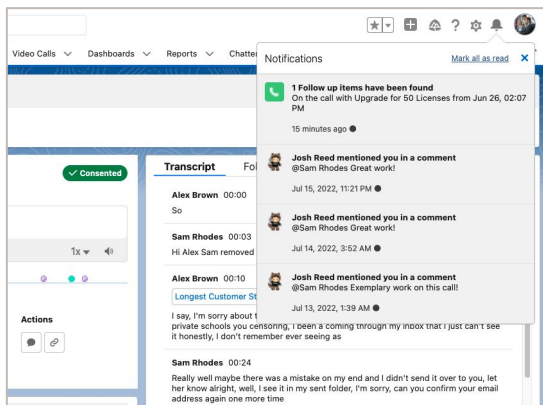 Video Calls
Dashboards
Reports
Chatter
Notifications
Mark all as read
1 Follow up items have been found
On the call with Upgrade for 50 Licenses from Jun 26, 02:07
PM
15 minutes ago
Josh Reed mentioned you in a comment
@Sam Rhodes Great work!
Jul 15, 2022, 11:21 PM
Josh Reed mentioned you in a comment
@Sam Rhodes Great work!
Jul 14, 2022, 3:52 AM
Josh Reed mentioned you in a comment
@Sam Rhodes Exemplary work on this call!
Jul 13, 2022, 1:39 AM
Consented
1x
Actions
Transcript
Fol
Alex Brown 00:00
So
Sam Rhodes 00:03
Hi Alex Sam removed
Alex Brown 00:10
Longest Customer St
I say, I'm sorry about t
private schools you censoring, I been a coming through my inbox that I just can't see
it honestly, I don't remember ever seeing as
Sam Rhodes 00:24
Really well maybe there was a mistake on my end and I didn't send it over to you, let
her know alright, well, I see it in my sent folder, I'm sorry, can you confirm your email
address again one more time